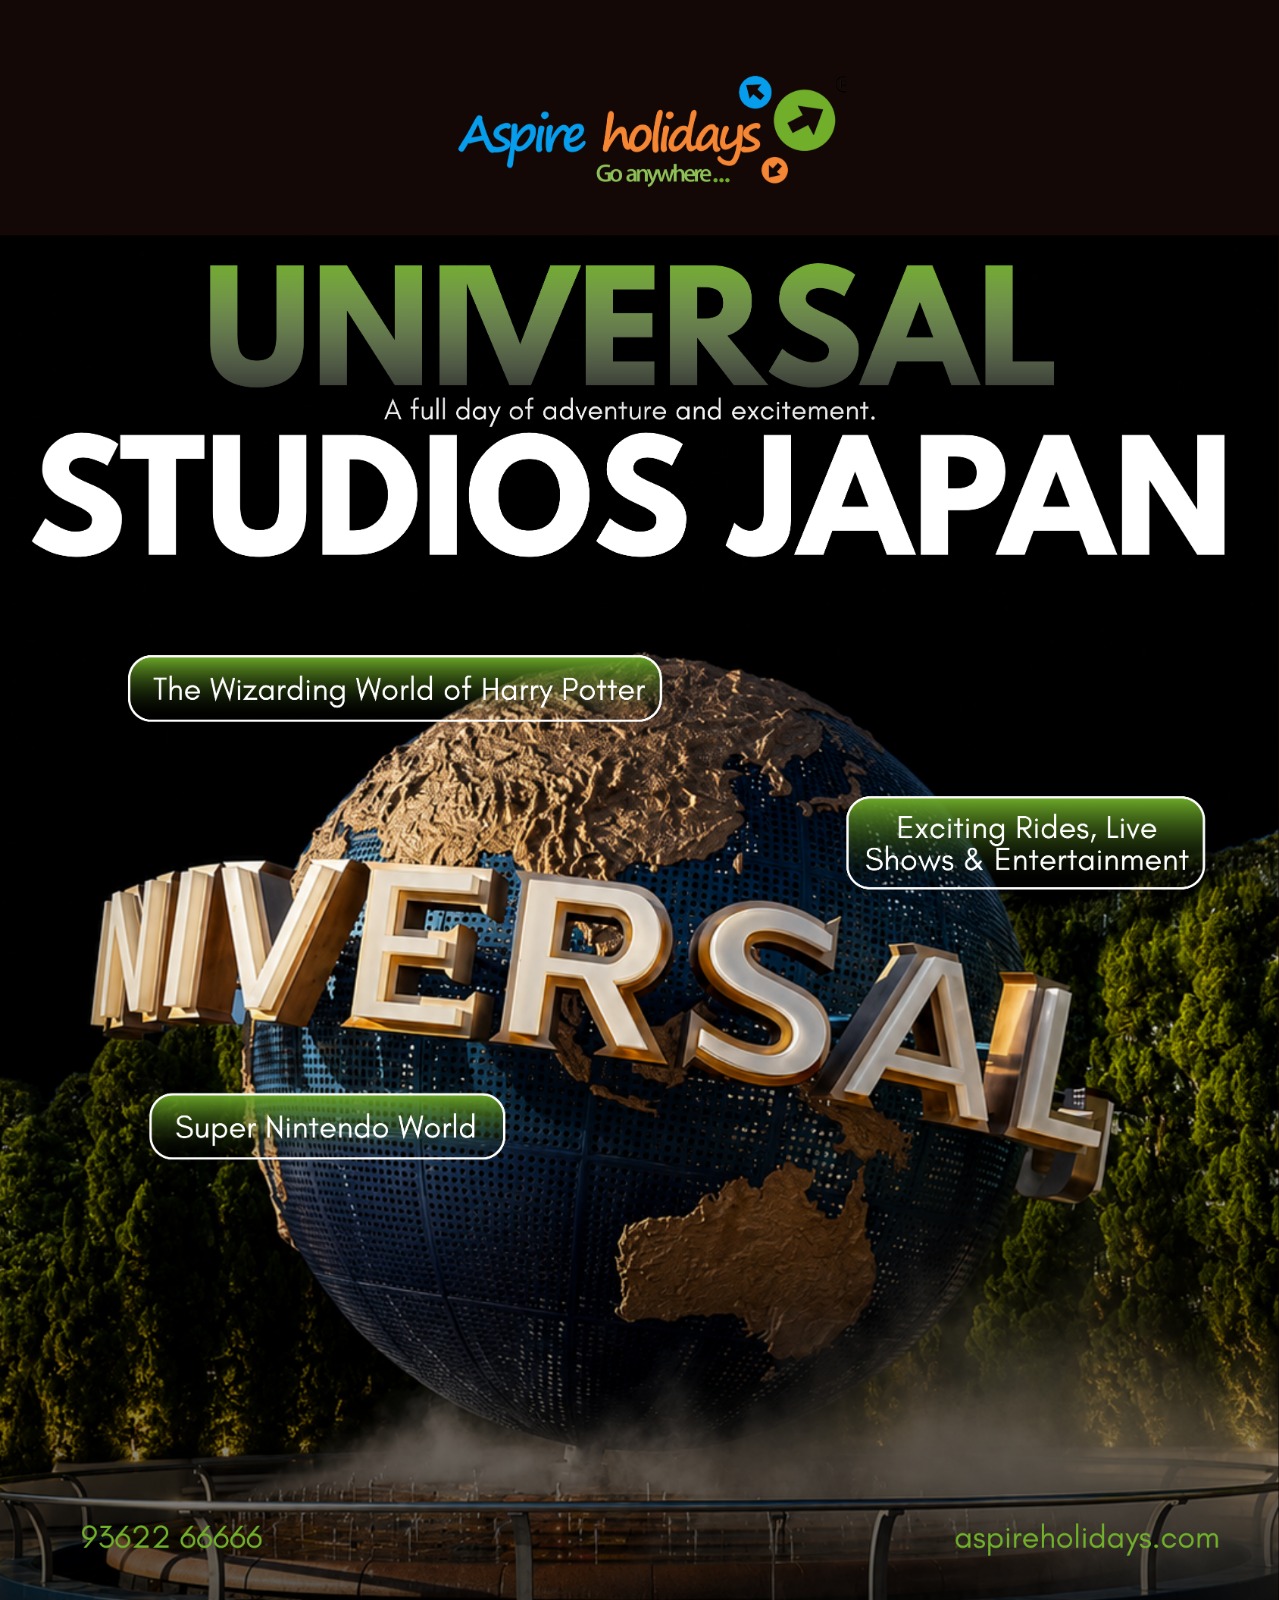 Aspire holidays
Go anywhere...
UNIVERSAL
A full day of adventure and excitement.
STUDIOS JAPAN
The Wizarding World of Harry Potter
Exciting Rides, Live
Shows & Entertainment
NIVERSAL
Super Nintendo World
93622 66666
aspireholidays.com